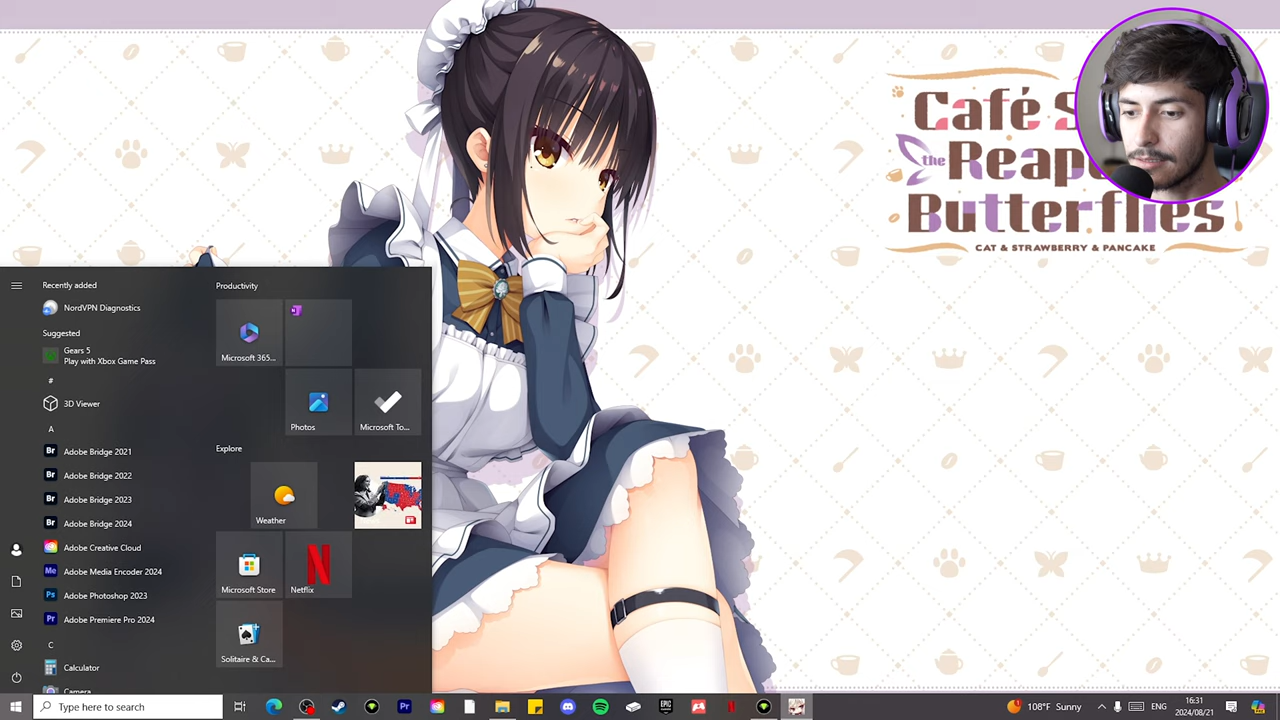 Café S
the Reap
Butterflies
CAT & STRAWBERRY & PANCAKE
Recently added
NordVPN Diagnostics
Suggested
Gears 5
Play with Xbox Game Pass
#
3D Viewer
A
Adobe Bridge 2021
Adobe Bridge 2022
Adobe Bridge 2023
Adobe Bridge 2024
Adobe Creative Cloud
Adobe Media Encoder 2024
Adobe Photoshop 2023
Adobe Premiere Pro 2024
C
Calculator
Camera
Productivity
Microsoft 365...
Photos
Microsoft To...
Explore
Weather
Microsoft Store
Netflix
Solitaire & Ca...
Type here to search
108°F Sunny
ENG
16:31
2024/08/21